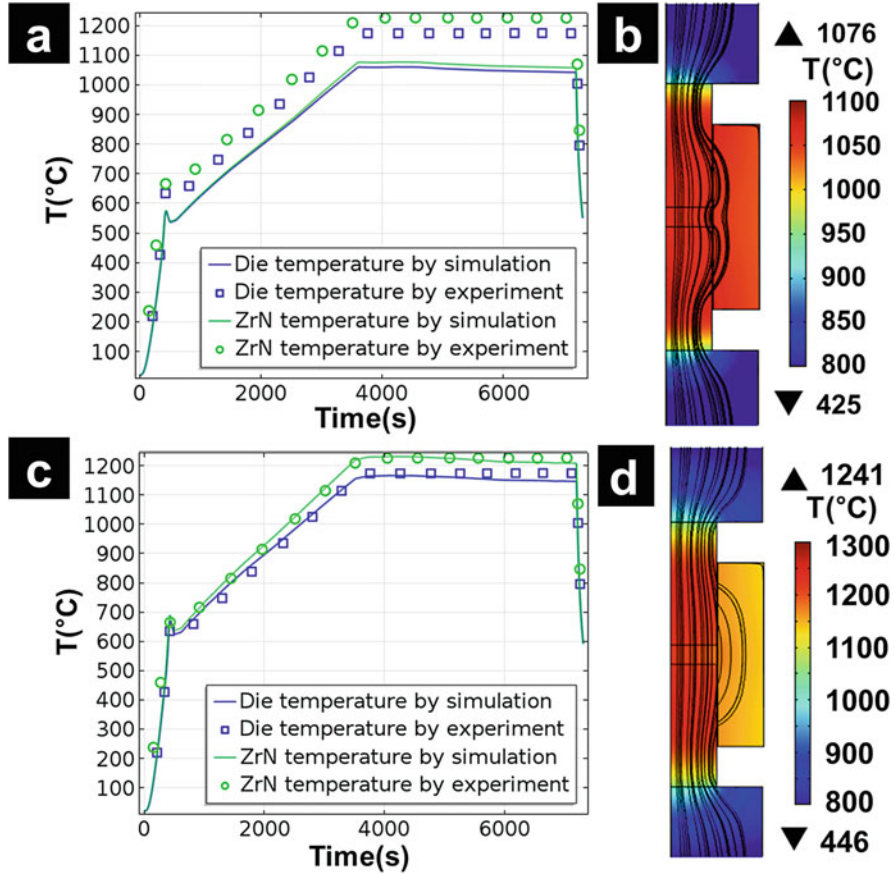 a
1200
1100
1000
900
800
700
600
500
400
300
200
100
T(°C)
0
2000
4000
6000
Time(s)
Die temperature by simulation
Die temperature by experiment
ZrN temperature by simulation
ZrN temperature by experiment
b
▲ 1076
T(°C)
1100
1050
1000
950
900
850
800
▼ 425
c
1200
1100
1000
900
800
700
600
500
400
300
200
100
T(°C)
0
2000
4000
6000
Time(s)
Die temperature by simulation
Die temperature by experiment
ZrN temperature by simulation
ZrN temperature by experiment
d
▲ 1241
T(°C)
1300
1200
1100
1000
900
800
▼ 446